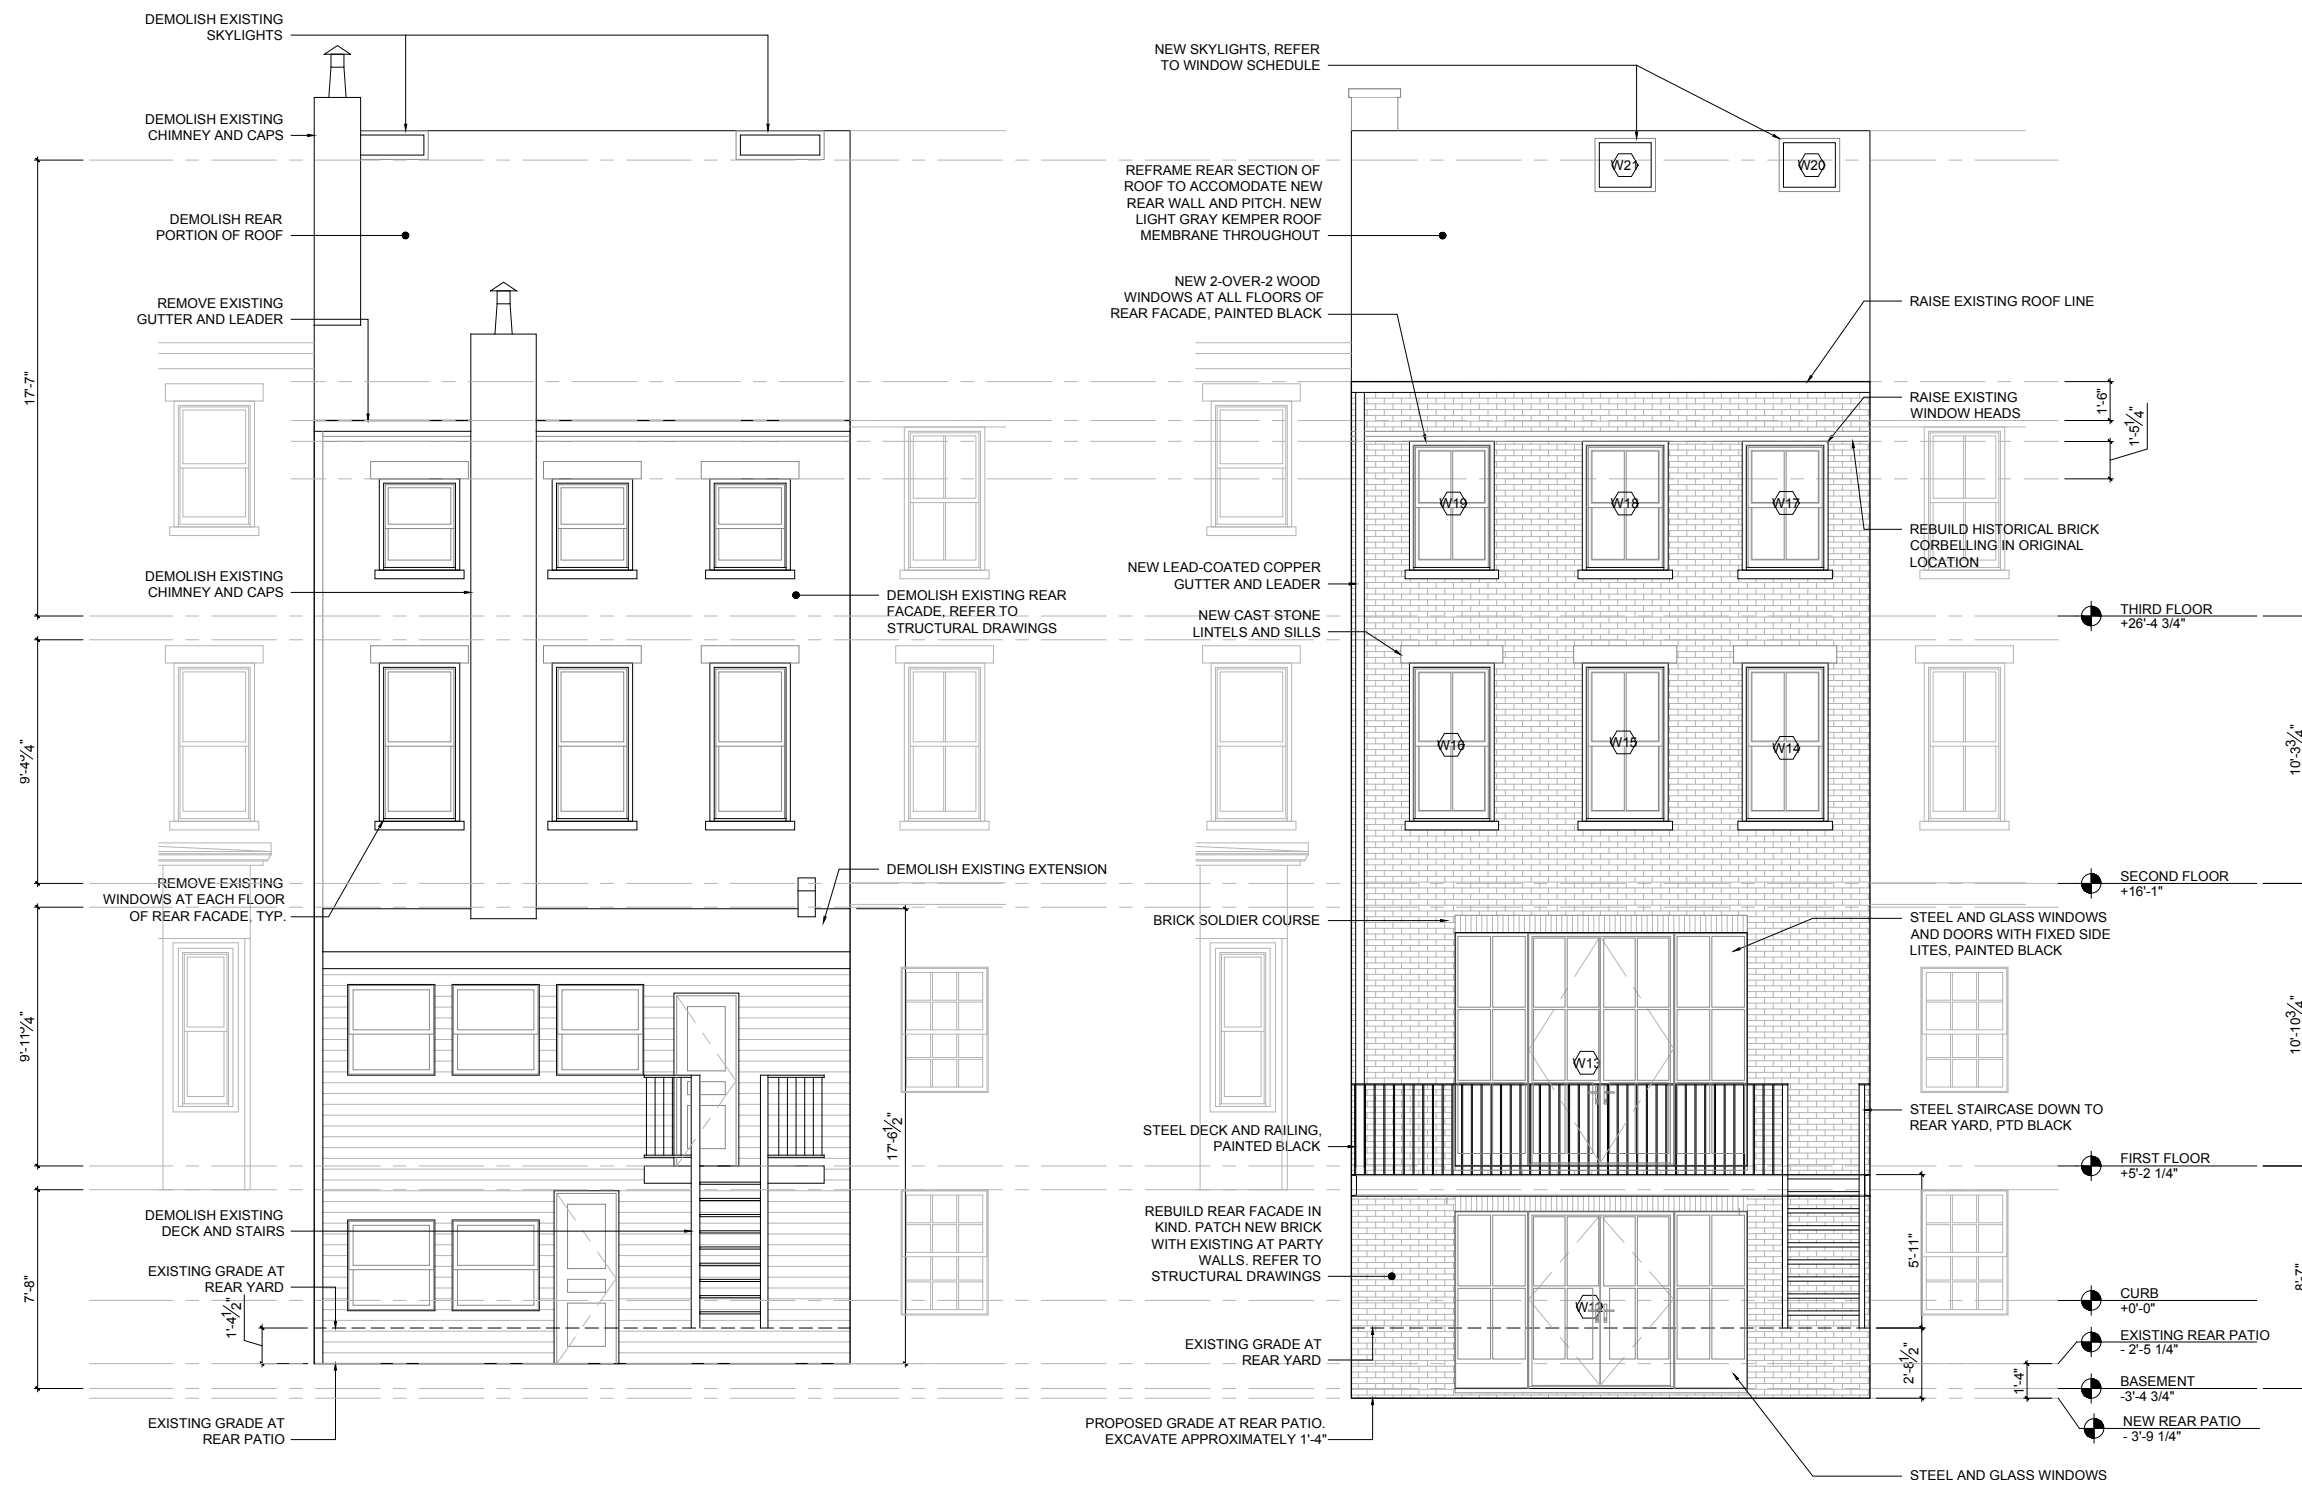 DEMOLISH EXISTING
SKYLIGHTS
DEMOLISH EXISTING
CHIMNEY AND CAPS
DEMOLISH REAR
PORTION OF ROOF
REMOVE EXISTING
GUTTER AND LEADER
17'-7"
DEMOLISH EXISTING
CHIMNEY AND CAPS
DEMOLISH EXISTING REAR
FACADE, REFER TO
STRUCTURAL DRAWINGS
9'-4¾"
REMOVE EXISTING
WINDOWS AT EACH FLOOR
OF REAR FACADE, TYP.
DEMOLISH EXISTING EXTENSION
9'-11¾"
17'-6½"
DEMOLISH EXISTING
DECK AND STAIRS
EXISTING GRADE AT
REAR YARD
1'-4½"
7'-8"
EXISTING GRADE AT
REAR PATIO
NEW SKYLIGHTS, REFER
TO WINDOW SCHEDULE
W21
W20
REFRAME REAR SECTION OF
ROOF TO ACCOMODATE NEW
REAR WALL AND PITCH. NEW
LIGHT GRAY KEMPER ROOF
MEMBRANE THROUGHOUT
NEW 2-OVER-2 WOOD
WINDOWS AT ALL FLOORS OF
REAR FACADE, PAINTED BLACK
RAISE EXISTING ROOF LINE
RAISE EXISTING
WINDOW HEADS
1'-6"
1'-5¼"
W19
W18
W17
REBUILD HISTORICAL BRICK
CORBELLING IN ORIGINAL
LOCATION
NEW LEAD-COATED COPPER
GUTTER AND LEADER
NEW CAST STONE
LINTELS AND SILLS
THIRD FLOOR
+26'-4 3/4"
W16
W15
W14
10'-3¾"
SECOND FLOOR
+16'-1"
BRICK SOLDIER COURSE
STEEL AND GLASS WINDOWS
AND DOORS WITH FIXED SIDE
LITES, PAINTED BLACK
W13
10'-10¾"
STEEL DECK AND RAILING,
PAINTED BLACK
STEEL STAIRCASE DOWN TO
REAR YARD, PTD BLACK
FIRST FLOOR
+5'-2 1/4"
REBUILD REAR FACADE IN
KIND. PATCH NEW BRICK
WITH EXISTING AT PARTY
WALLS. REFER TO
STRUCTURAL DRAWINGS
W12
5'-11"
8'-7"
CURB
+0'-0"
EXISTING GRADE AT
REAR YARD
2'-8½"
1'-4"
EXISTING REAR PATIO
- 2'-5 1/4"
BASEMENT
-3'-4 3/4"
NEW REAR PATIO
- 3'-9 1/4"
PROPOSED GRADE AT REAR PATIO.
EXCAVATE APPROXIMATELY 1'-4"
STEEL AND GLASS WINDOWS